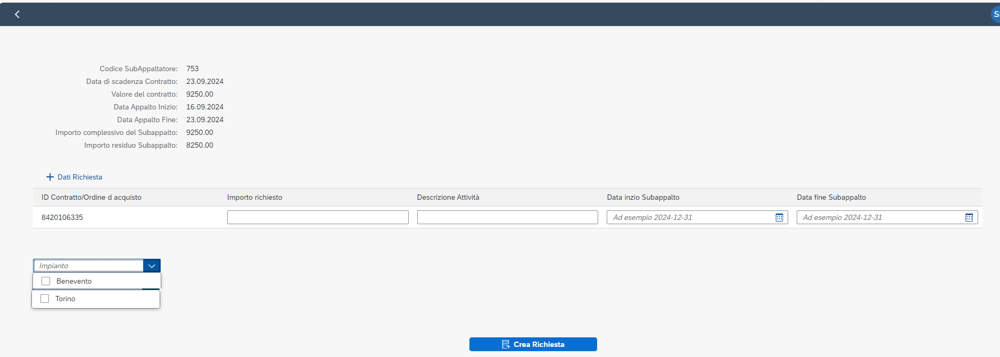 Codice SubAppaltatore: 753
Data di scadenza Contratto: 23.09.2024
Valore del contratto: 9250.00
Data Appalto Inizio: 16.09.2024
Data Appalto Fine: 23.09.2024
Importo complessivo del Subappalto: 9250.00
Importo residuo Subappalto: 8250.00
Dati Richiesta
ID Contratto/Ordine d acquisto Importo richiesto Descrizione Attività Data inzio Subappalto Data fine Subappalto
8420106335 Ad esempio 2024-12-31 Ad esempio 2024-12-31
Impianto
Benevento
Torino
Crea Richiesta